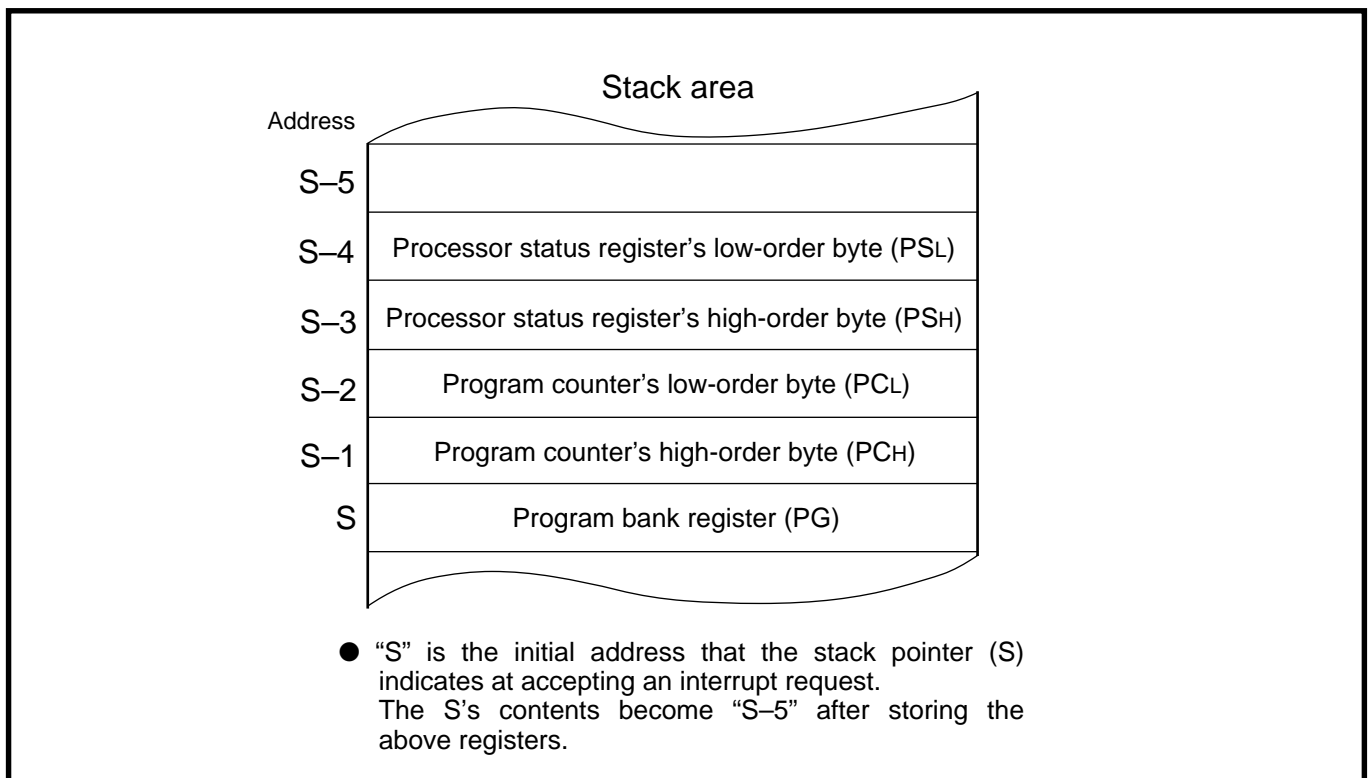 Stack area
Address
S–5
S–4 Processor status register’s low-order byte (PSL)
S–3 Processor status register’s high-order byte (PSH)
S–2 Program counter’s low-order byte (PCL)
S–1 Program counter’s high-order byte (PCH)
S Program bank register (PG)
● “S” is the initial address that the stack pointer (S)
indicates at accepting an interrupt request.
The S’s contents become “S–5” after storing the
above registers.